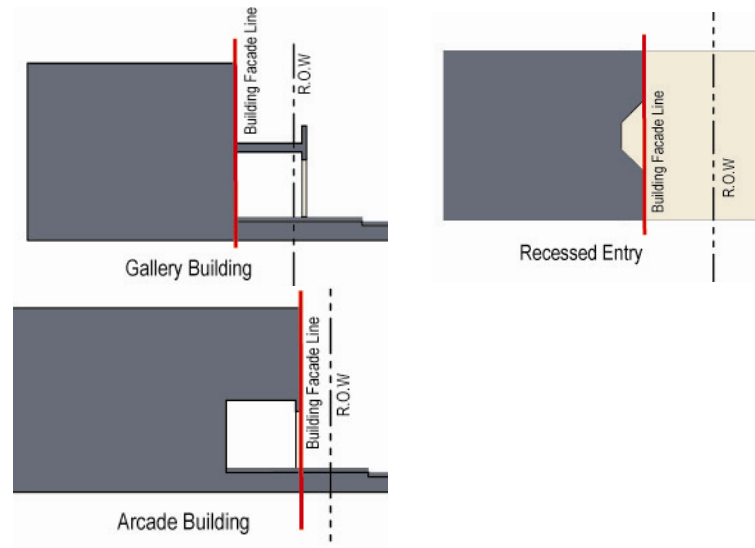 Building Facade Line
R.O.W
Gallery Building
Building Facade Line
R.O.W
Recessed Entry
Building Facade Line
R.O.W
Arcade Building